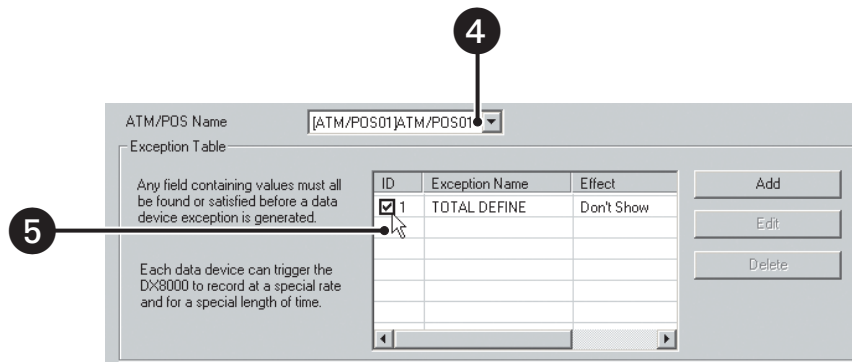 4
ATM/POS Name
[ATM/POS01]ATM/POS01
Exception Table
Any field containing values must all
be found or satisfied before a data
device exception is generated.
Each data device can trigger the
DX8000 to record at a special rate
and for a special length of time.
ID Exception Name Effect
1 TOTAL DEFINE Don't Show
Add
Edit
Delete
5